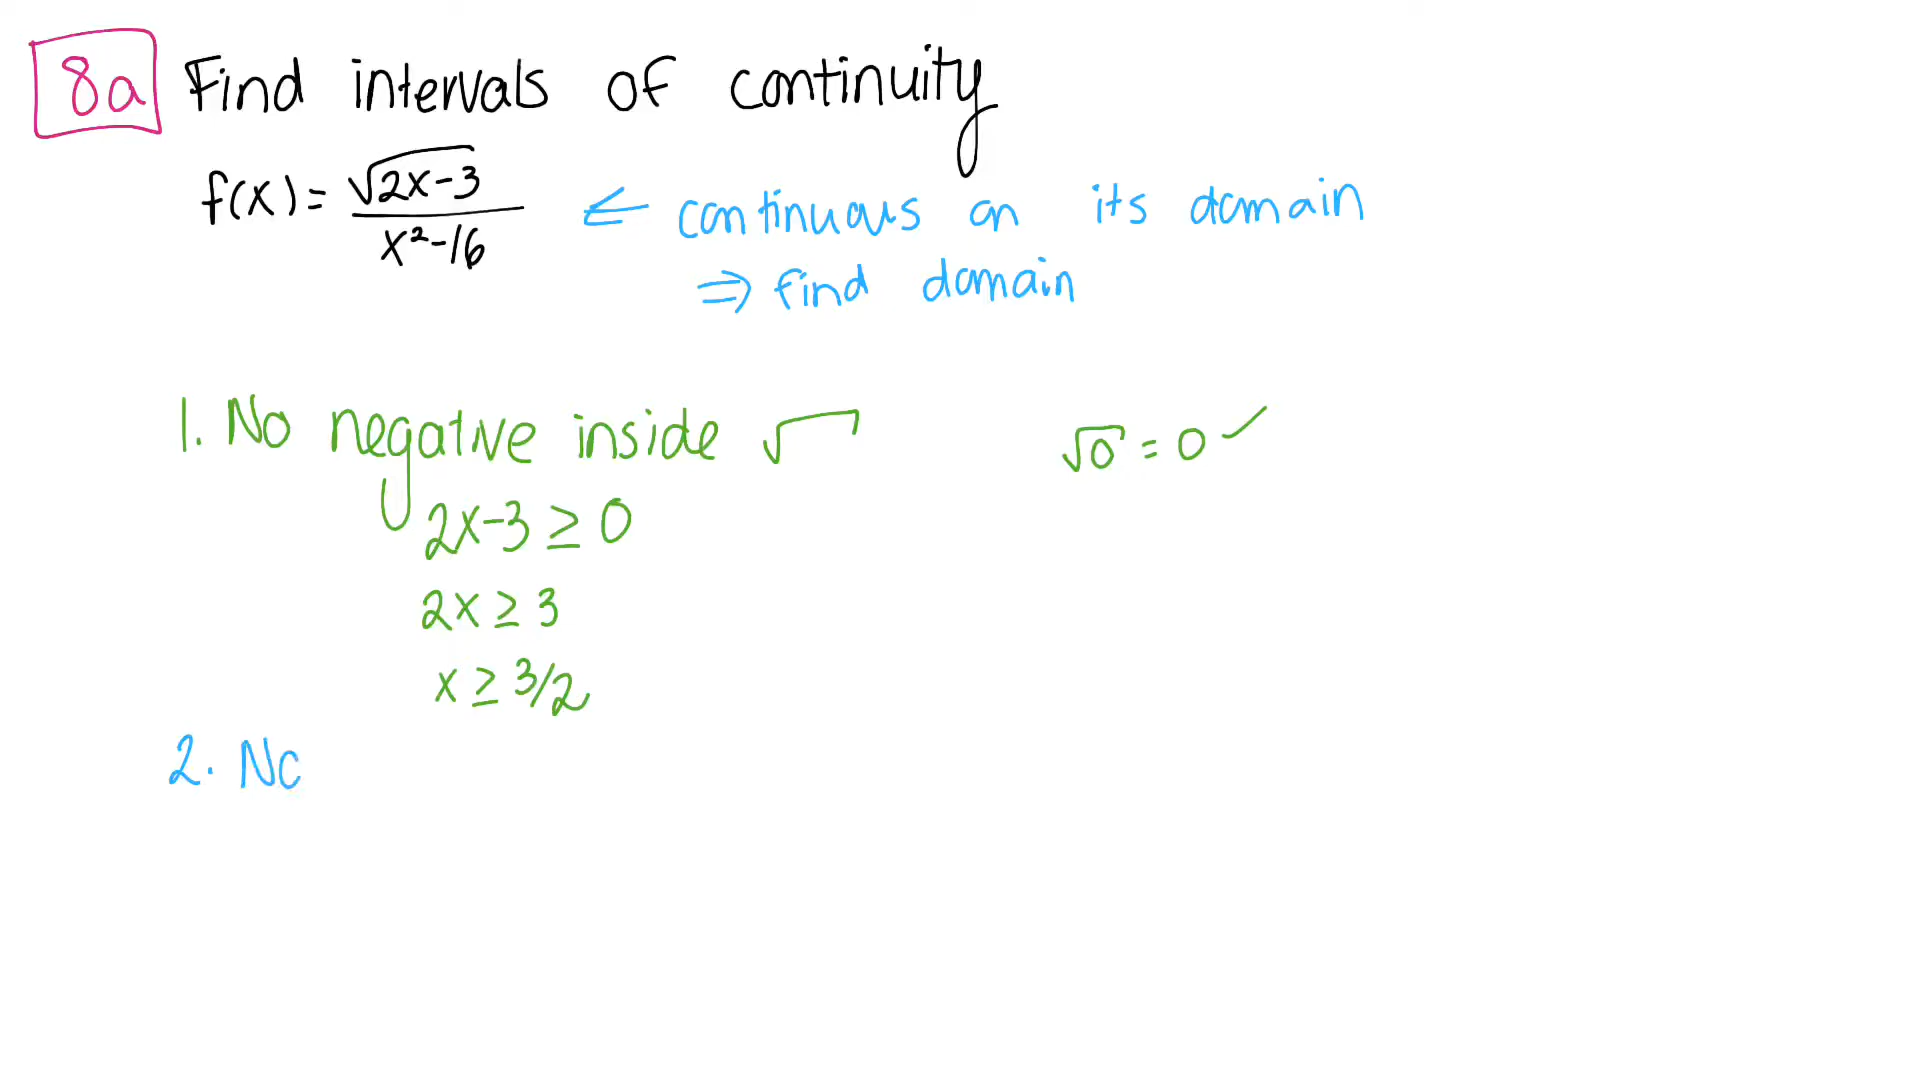 8a Find intervals of continuity
f(x) = √(2x-3) / (x²-16) ⇐ continuous on its domain
⇒ find domain
1. No negative inside √ √0 = 0 ✓
2x-3 ≥ 0
2x ≥ 3
x ≥ 3/2
2. No